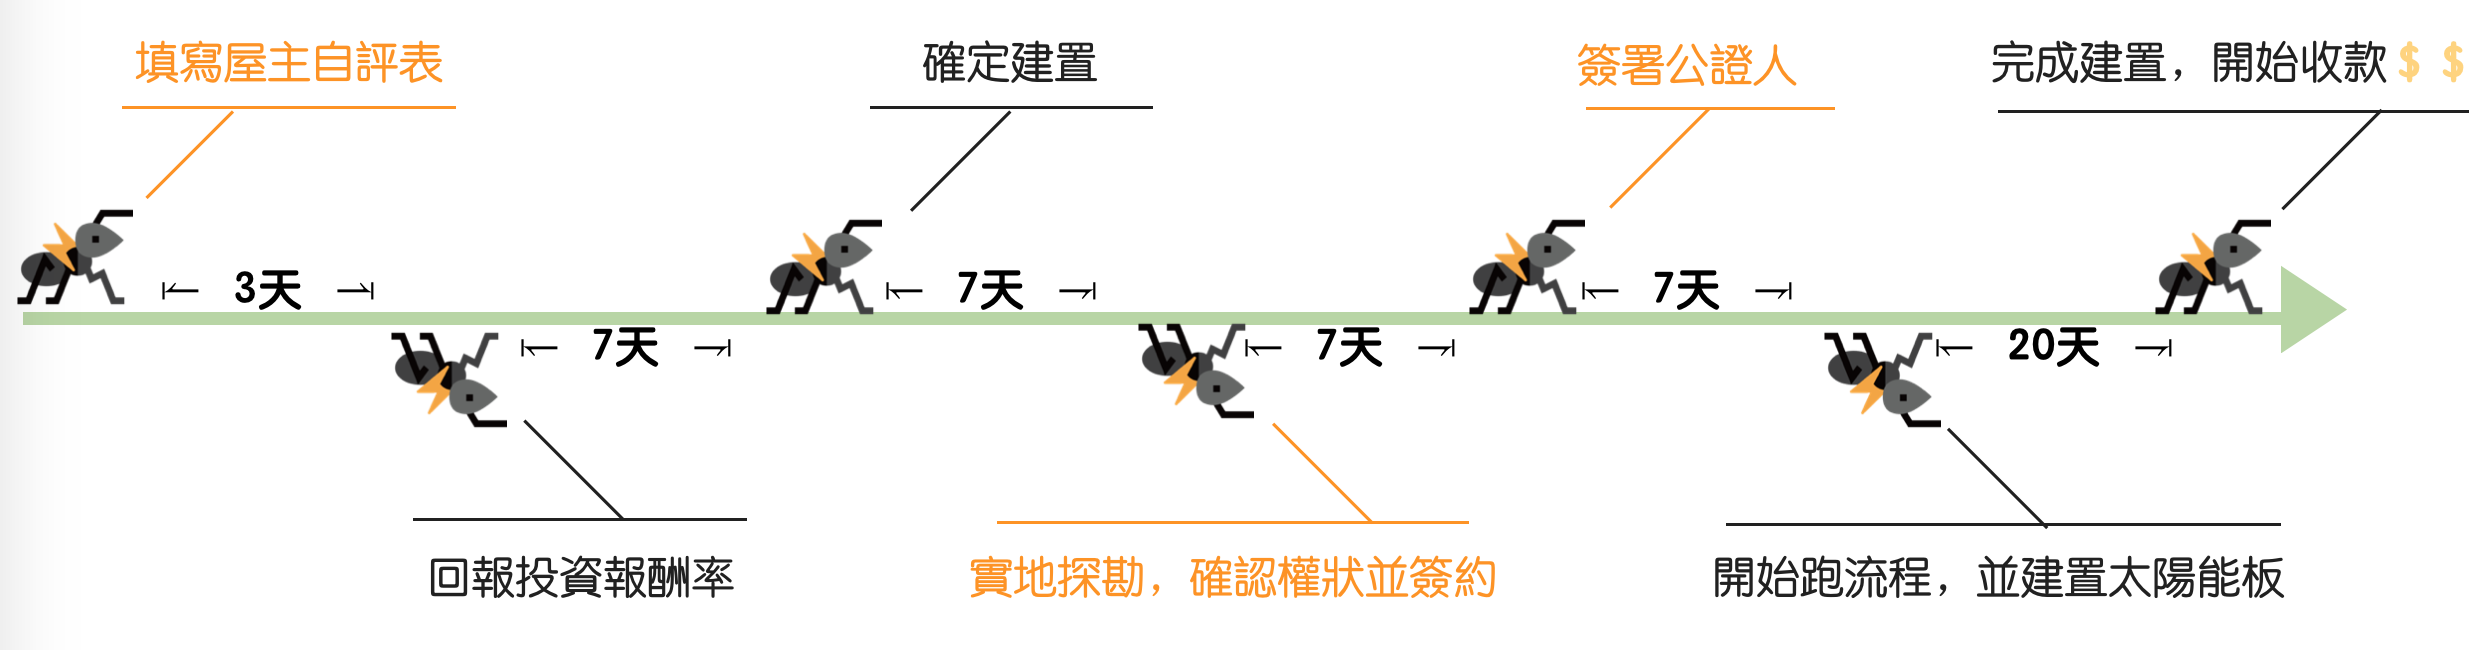 填寫屋主自評表
3天
回報投資報酬率
7天
確定建置
7天
實地探勘，確認權狀並簽約
7天
簽署公證人
7天
開始跑流程，並建置太陽能板
20天
完成建置，開始收款$ $